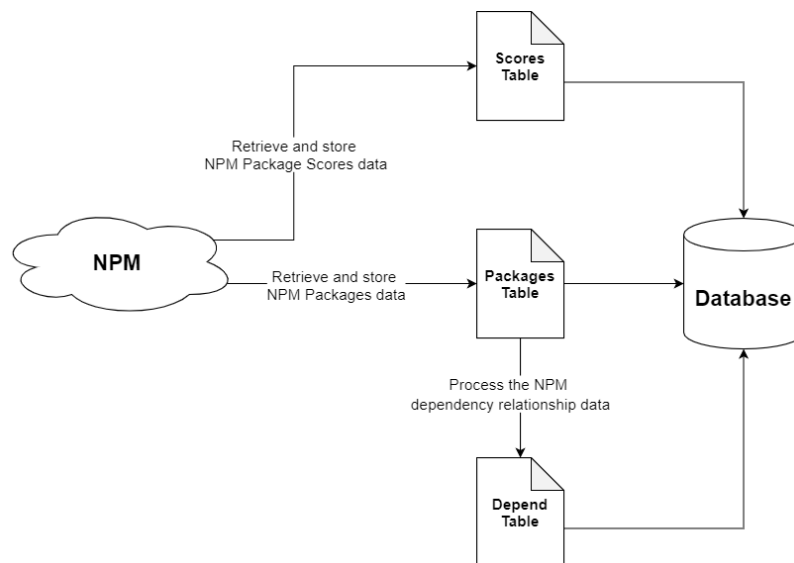 Scores
Table
Retrieve and store
NPM Package Scores data
NPM
Retrieve and store
NPM Packages data
Packages
Table
Database
Process the NPM
dependency relationship data
Depend
Table